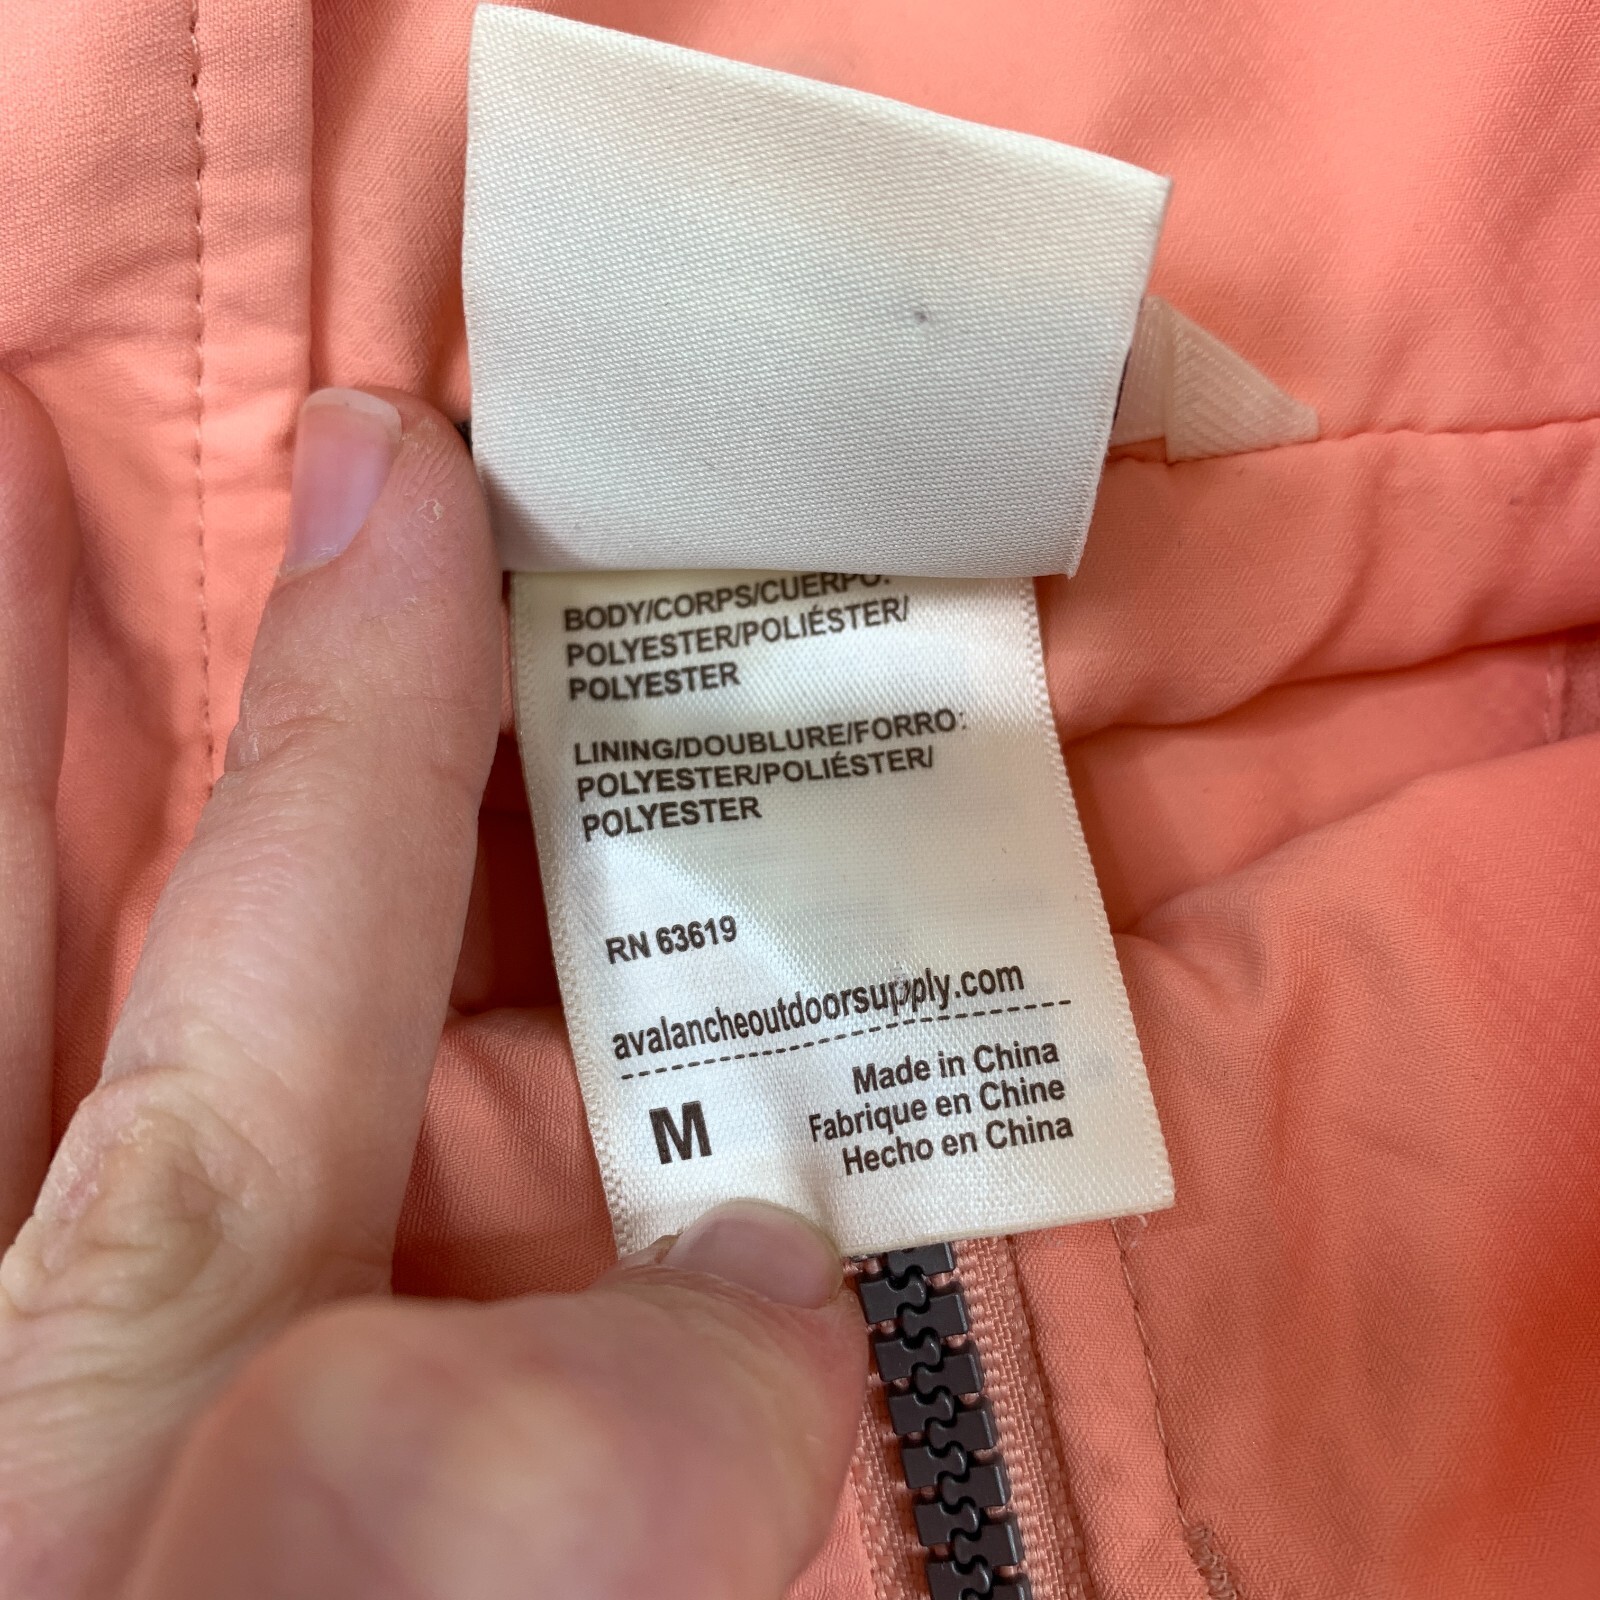 BODY/CORPS/CUERPO:
POLYESTER/POLIÉSTER/
POLYESTER
LINING/DOUBLURE/FORRO:
POLYESTER/POLIÉSTER/
POLYESTER
RN 63619
avalancheoutdoorsupply.com
M
Made in China
Fabrique en Chine
Hecho en China